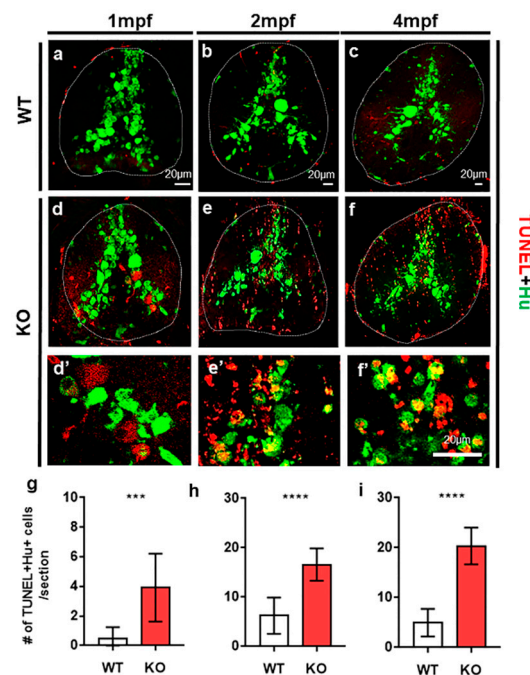 1mpf 2mpf 4mpf
WT
a b c
20µm 20µm 20µm
KO
d e f
d' e' f'
20µm
TUNEL+Hu
g h i
# of TUNEL+Hu+ cells
/section
*** **** ****
10 30 30
8
6 20 20
4 10 10
2
0 0 0
WT KO WT KO WT KO